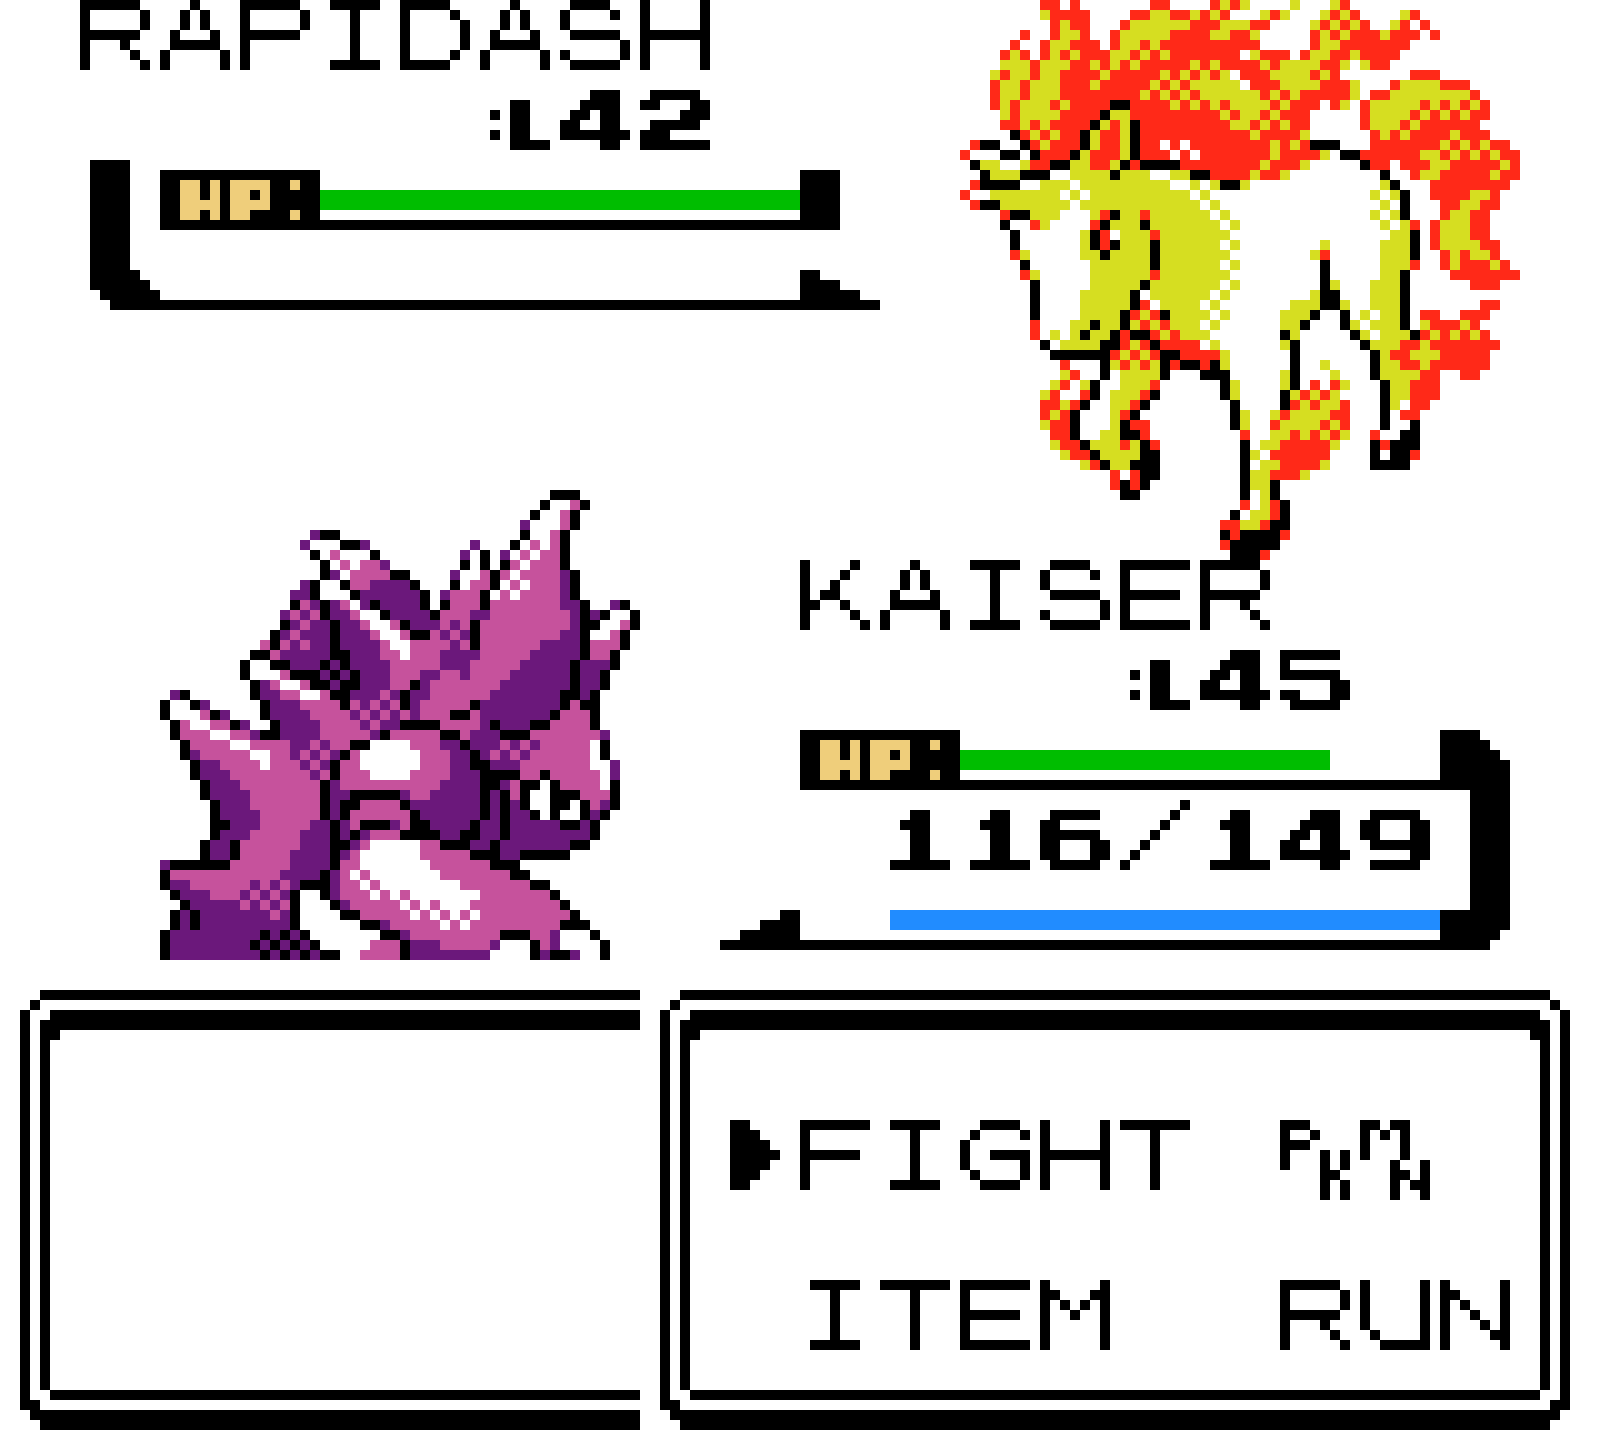 RAPIDASH
:L42
HP:
KAISER
:L45
HP:
116/149
▶FIGHT PKMN
ITEM RUN